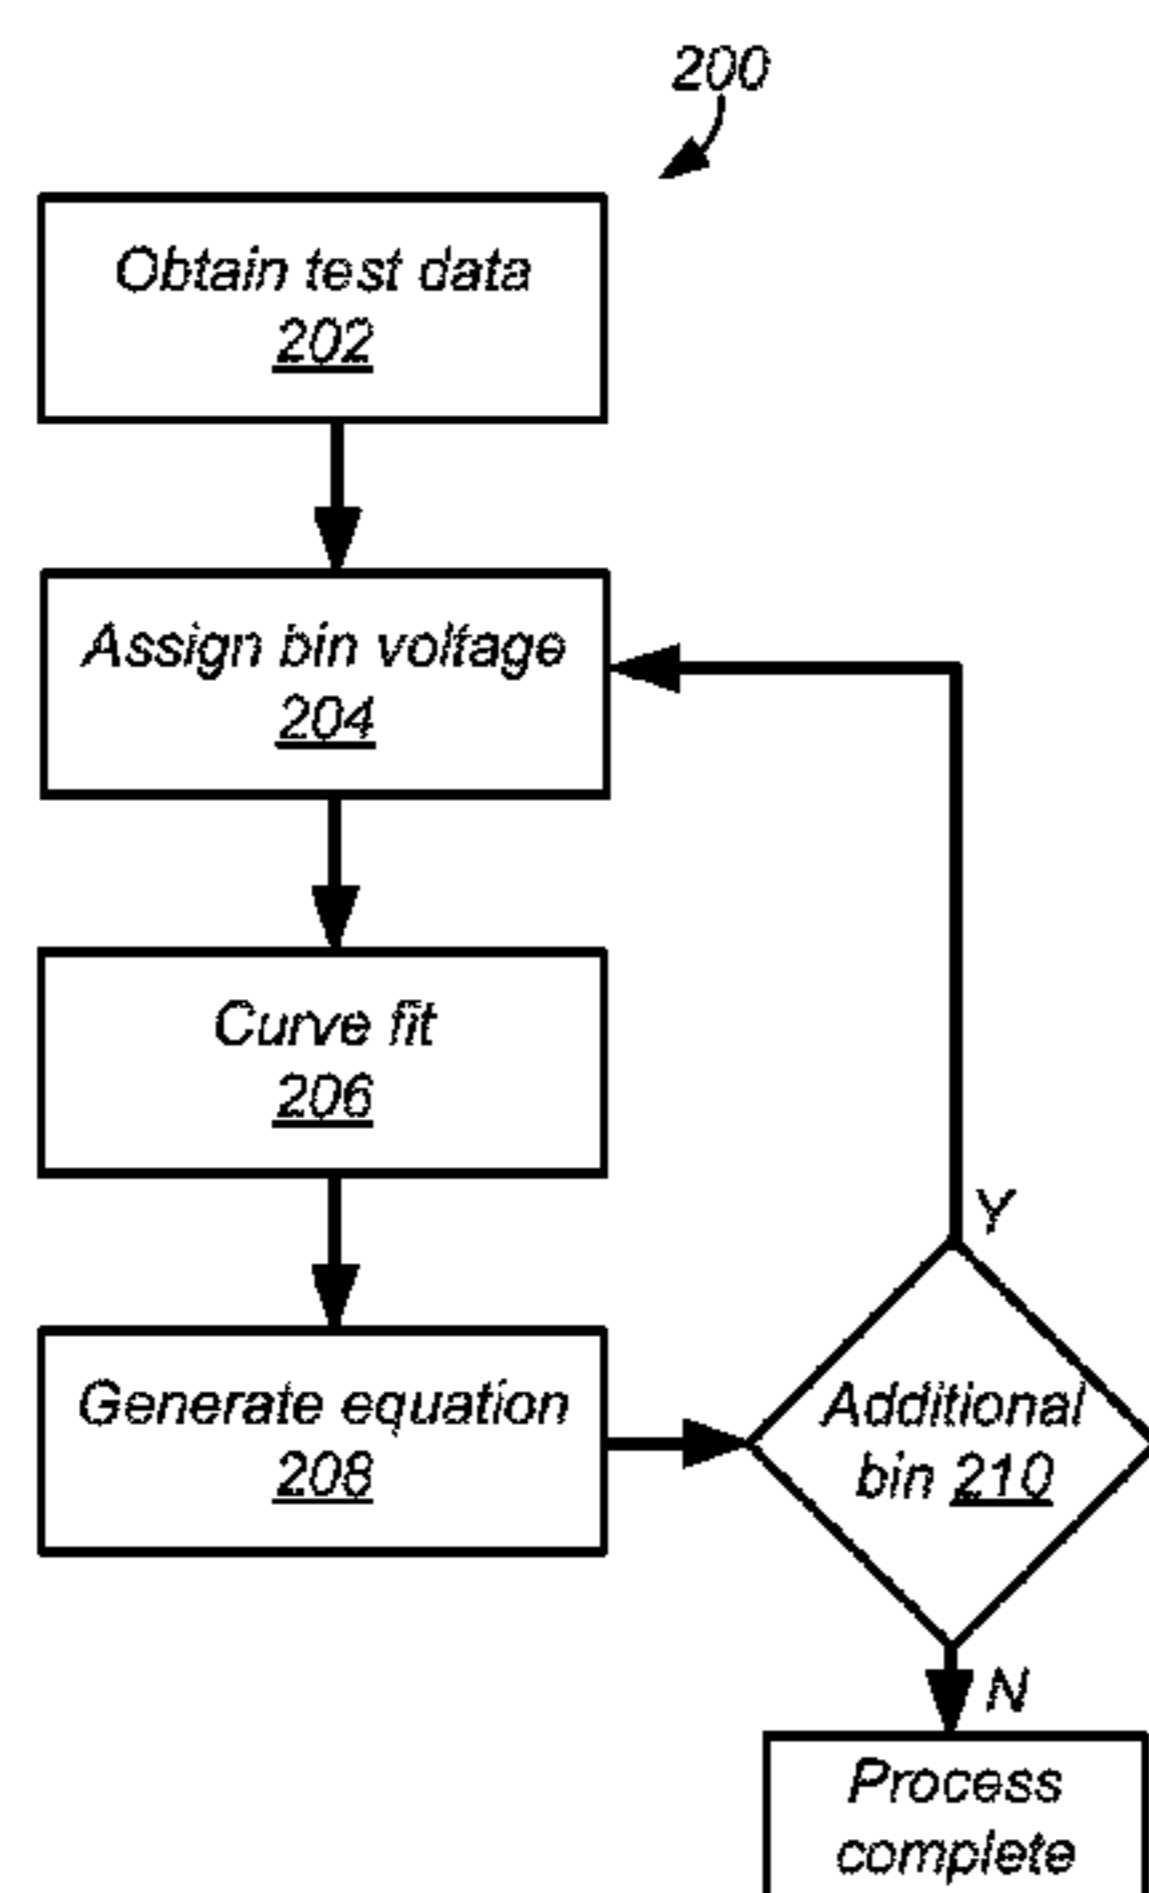 200
Obtain test data
202
Assign bin voltage
204
Curve fit
206
Generate equation
208
Y
Additional
bin 210
N
Process
complete